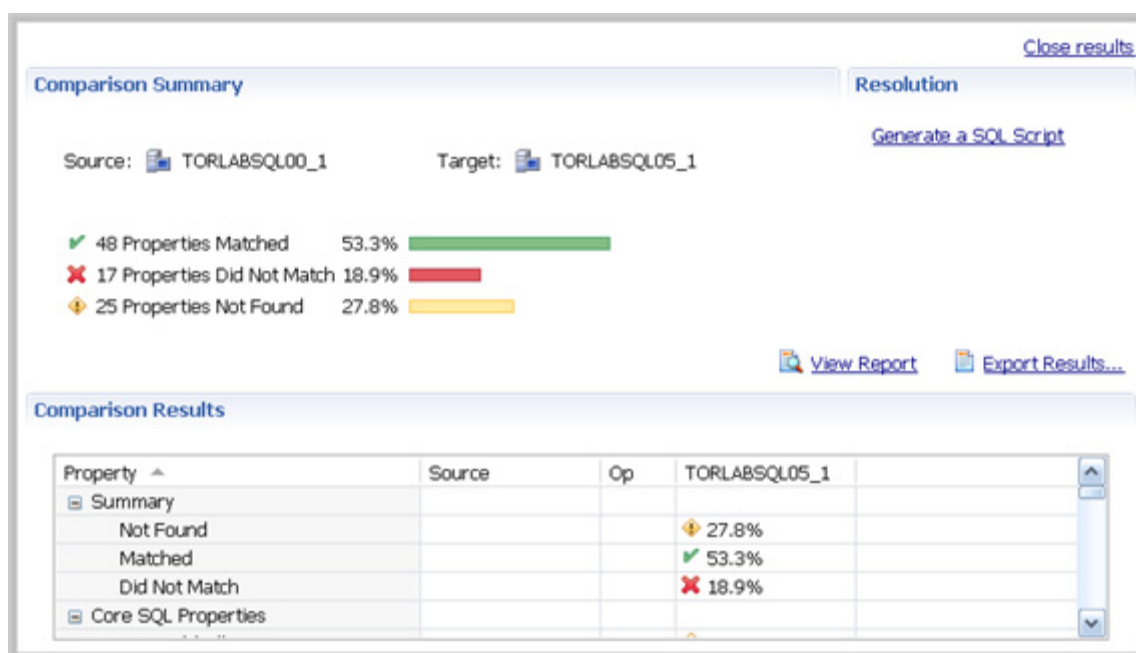 Close results
Comparison Summary
Resolution
Generate a SQL Script
Source: TORLABSQL00_1 Target: TORLABSQL05_1
48 Properties Matched 53.3%
17 Properties Did Not Match 18.9%
25 Properties Not Found 27.8%
View Report Export Results...
Comparison Results
Property Source Op TORLABSQL05_1
Summary
Not Found 27.8%
Matched 53.3%
Did Not Match 18.9%
Core SQL Properties